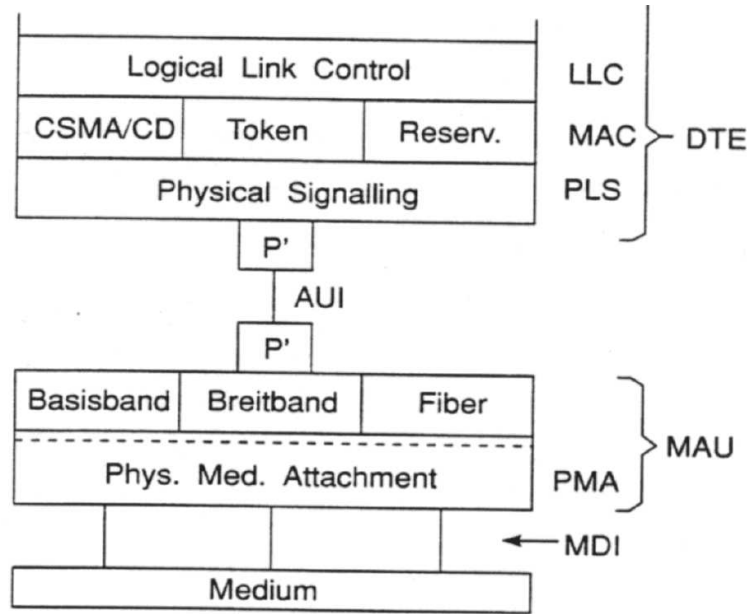 Logical Link Control LLC
CSMA/CD Token Reserv. MAC DTE
Physical Signalling PLS
P'
AUI
P'
Basisband Breitband Fiber
MAU
Phys. Med. Attachment PMA
MDI
Medium